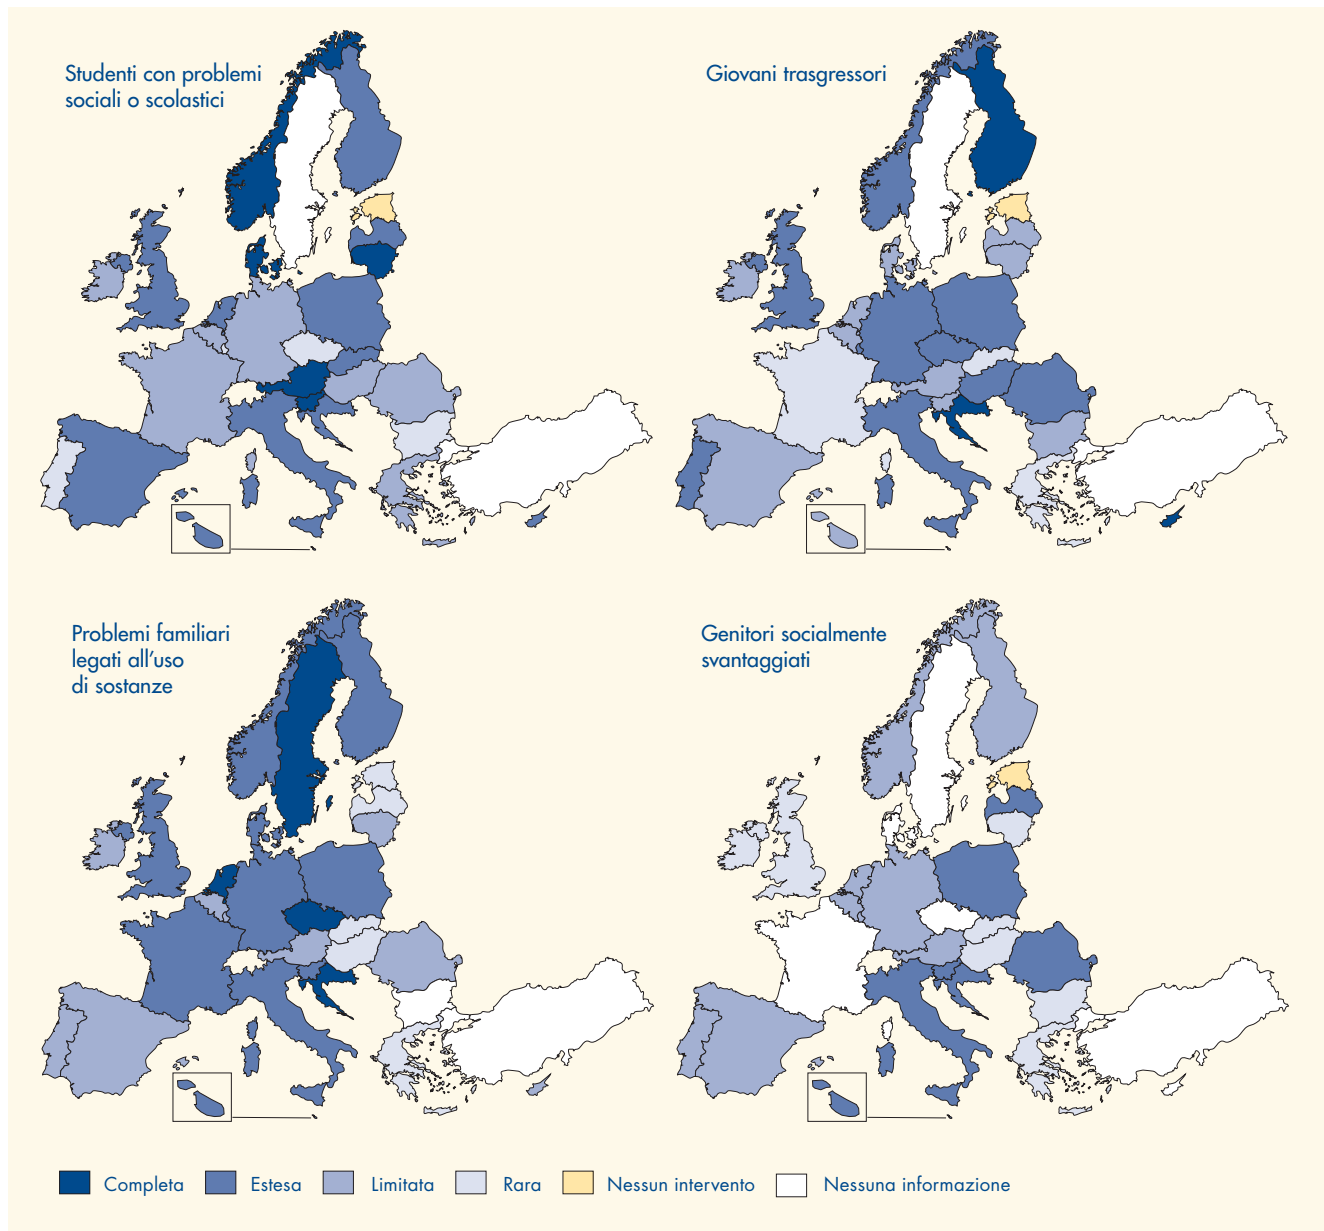 Studenti con problemi
sociali o scolastici
Giovani trasgressori
Problemi familiari
legati all’uso
di sostanze
Genitori socialmente
svantaggiati
Completa
Estesa
Limitata
Rara
Nessun intervento
Nessuna informazione